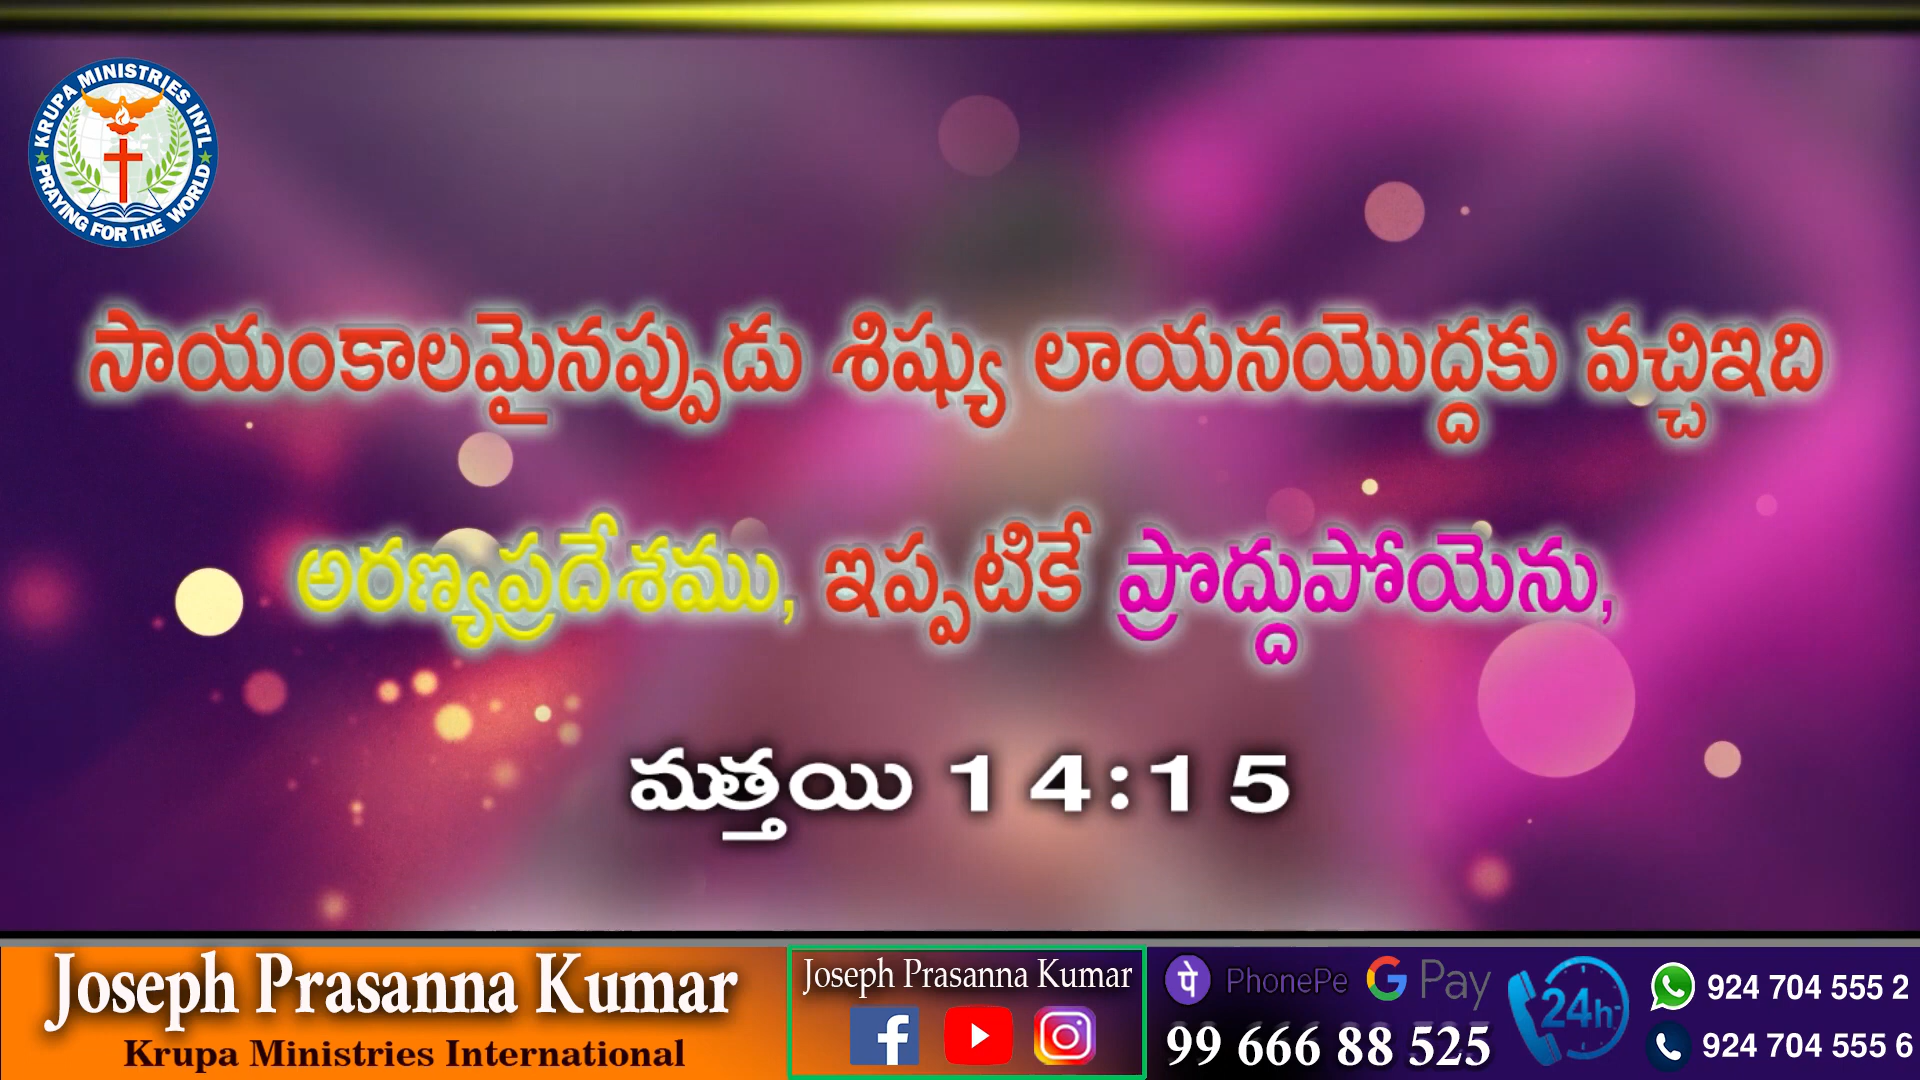 KRUPA MINISTRIES INTL
PRAYING FOR THE WORLD
సాయంకాలమైనప్పుడు శిష్యు లాయనయొద్దకు వచ్చిఇది
అరణ్యప్రదేశము, ఇప్పటికే ప్రొద్దుపోయెను,
మత్తయి 14:15
Joseph Prasanna Kumar
Krupa Ministries International
Joseph Prasanna Kumar
पे PhonePe G Pay
99 666 88 525
24h
924 704 555 2
924 704 555 6